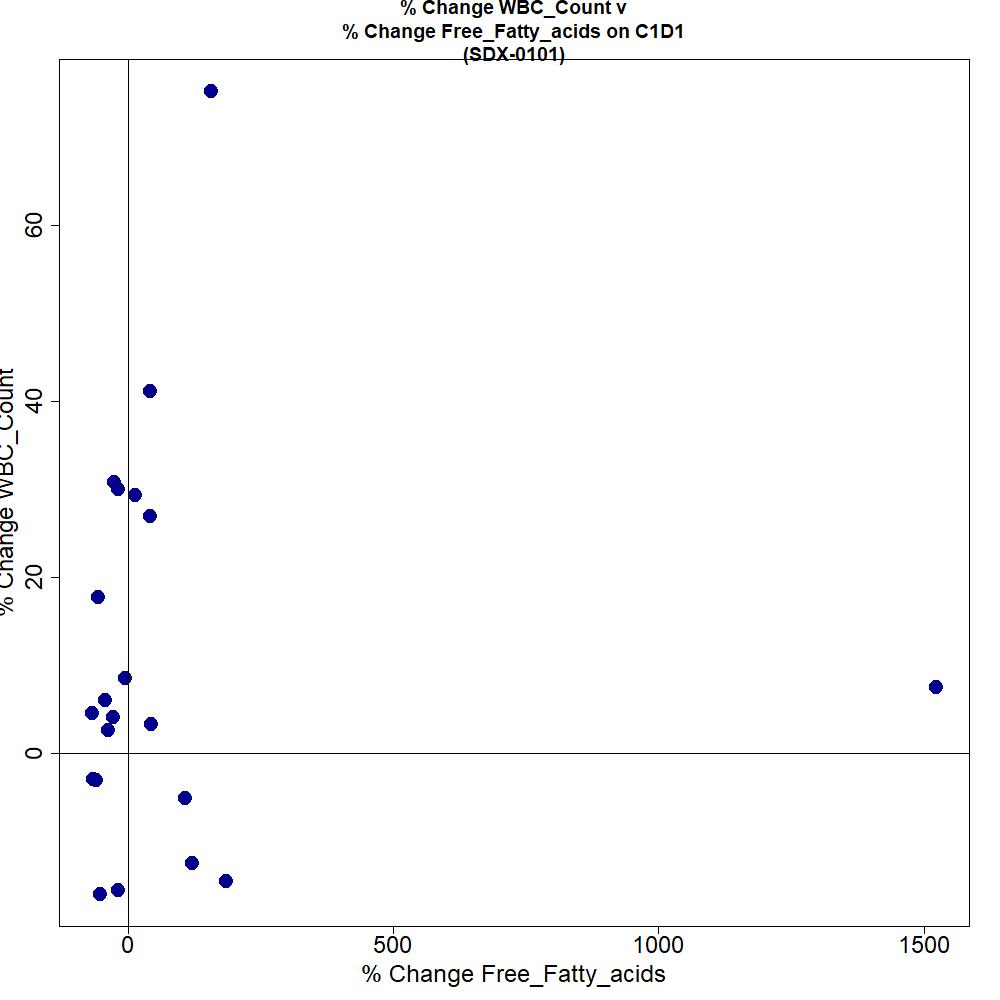 % Change WBC_Count v
% Change Free_Fatty_acids on C1D1
(SDX-0101)
% Change WBC_Count
60
40
20
0
0
500
1000
1500
% Change Free_Fatty_acids